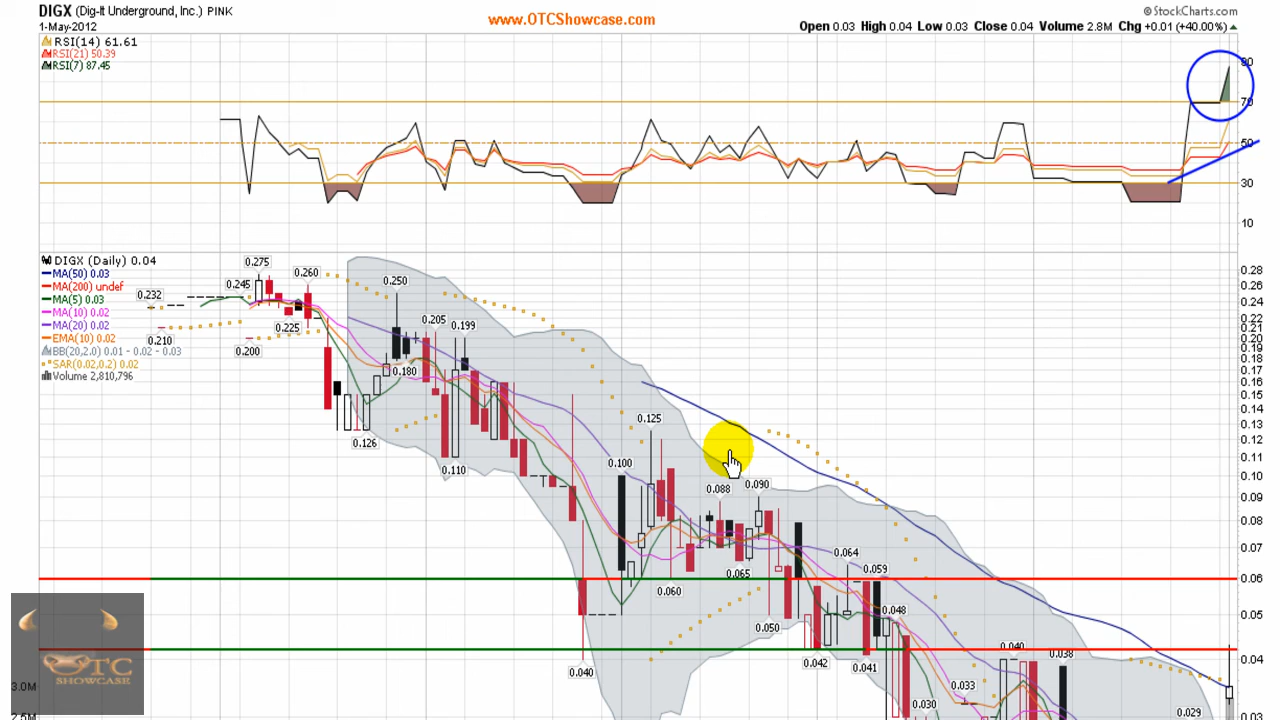 DIGX (Dig-It Underground, Inc.) PINK
www.OTCShowcase.com
© StockCharts.com
1-May-2012
Open 0.03 High 0.04 Low 0.03 Close 0.04 Volume 2.8M Chg +0.01 (+40.00%)
RSI(14) 61.61
RSI(21) 50.39
RSI(7) 87.45
90
70
50
30
10
DIGX (Daily) 0.04
MA(50) 0.03
MA(200) undef
MA(5) 0.03
MA(10) 0.02
MA(20) 0.02
EMA(10) 0.02
BB(20,2.0) 0.01 - 0.02 - 0.03
SAR(0.02,0.2) 0.02
Volume 2,810,796
0.232
0.210
0.245
0.200
0.275
0.225
0.260
0.126
0.250
0.180
0.205
0.110
0.199
0.040
0.100
0.125
0.060
0.088
0.065
0.090
0.050
0.042
0.064
0.041
0.059
0.048
0.030
0.033
0.040
0.038
0.029
0.28
0.26
0.24
0.22
0.21
0.20
0.19
0.18
0.17
0.16
0.15
0.14
0.13
0.12
0.11
0.10
0.09
0.08
0.07
0.06
0.05
0.04
0.03
OTC
SHOWCASE
3.0M
2.5M